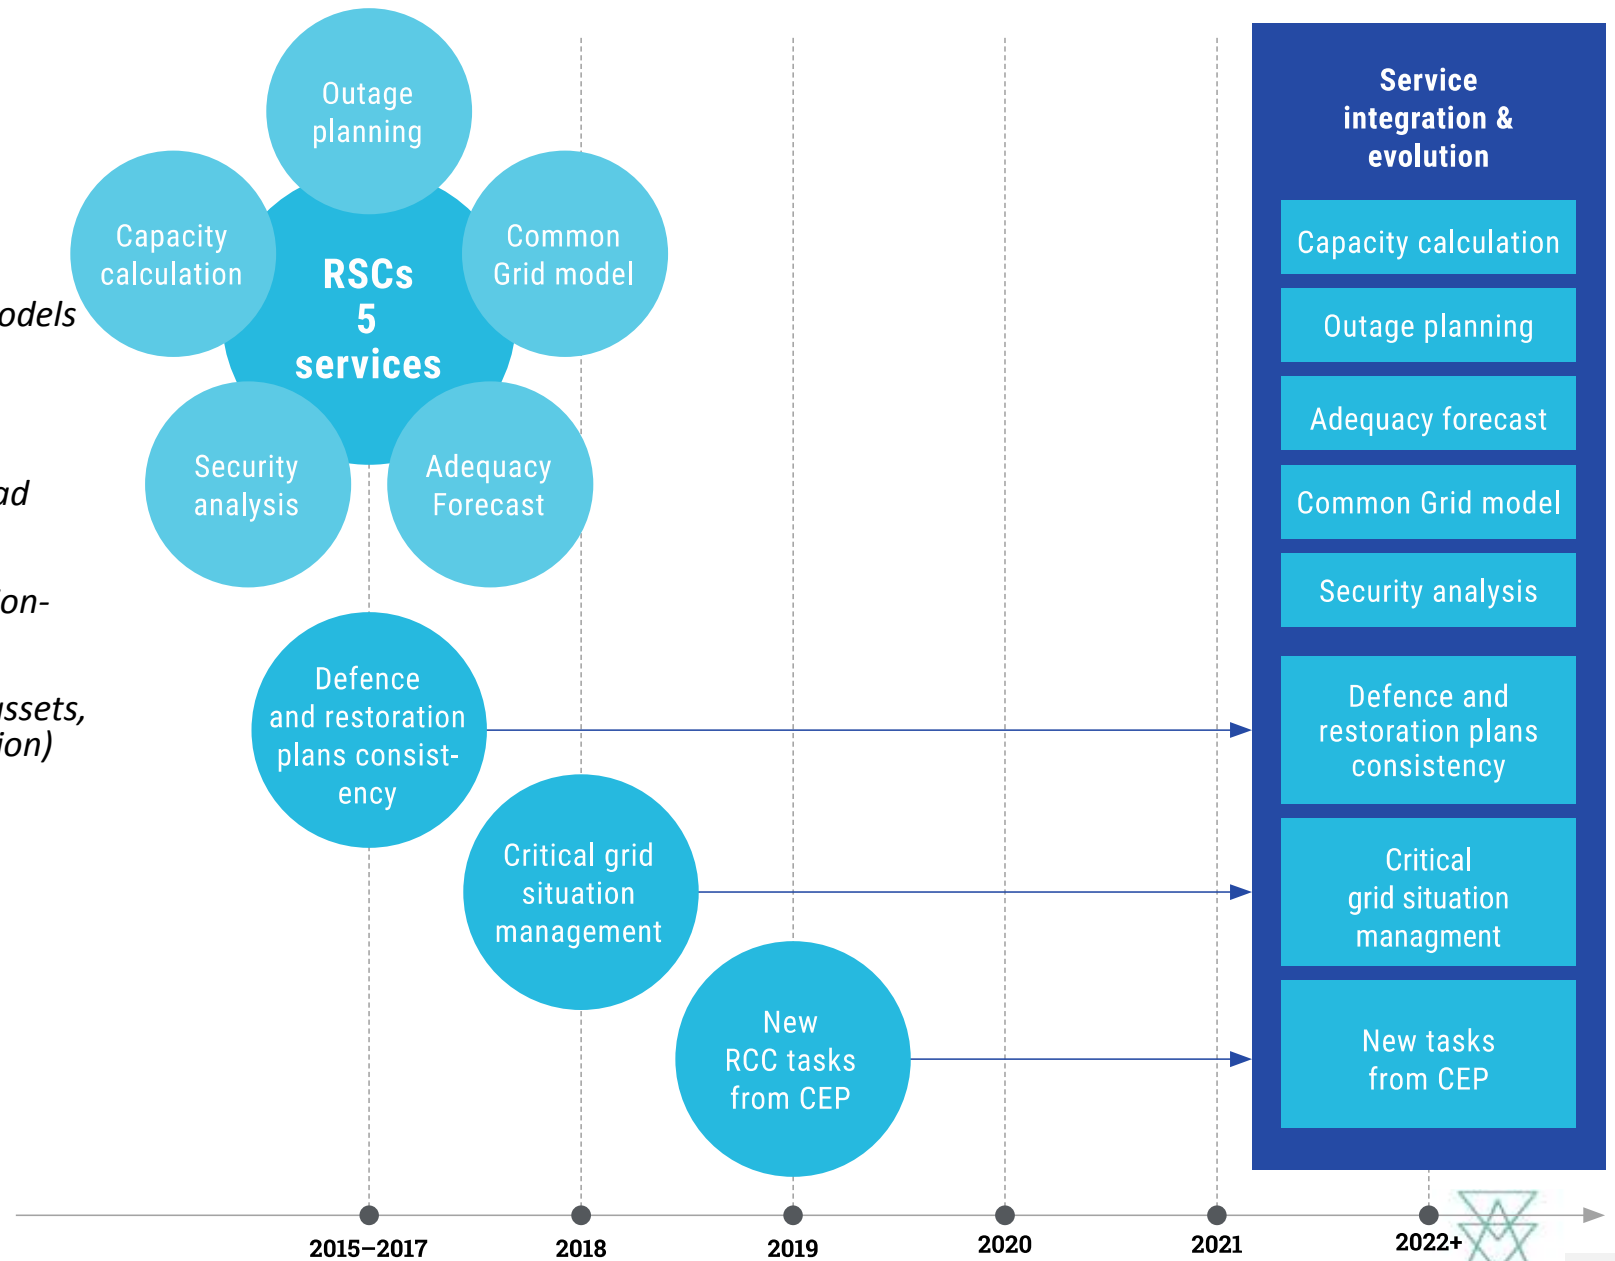 Outage
planning
Capacity
calculation
Common
Grid model
RSCs
5
services
odels
Security
analysis
Adequacy
Forecast
ad
ion-
Defence
and restoration
plans consist-
ency
assets,
ion)
Critical grid
situation
management
New
RCC tasks
from CEP
Service
integration &
evolution
Capacity calculation
Outage planning
Adequacy forecast
Common Grid model
Security analysis
Defence and
restoration plans
consistency
Critical
grid situation
managment
New tasks
from CEP
2015–2017
2018
2019
2020
2021
2022+